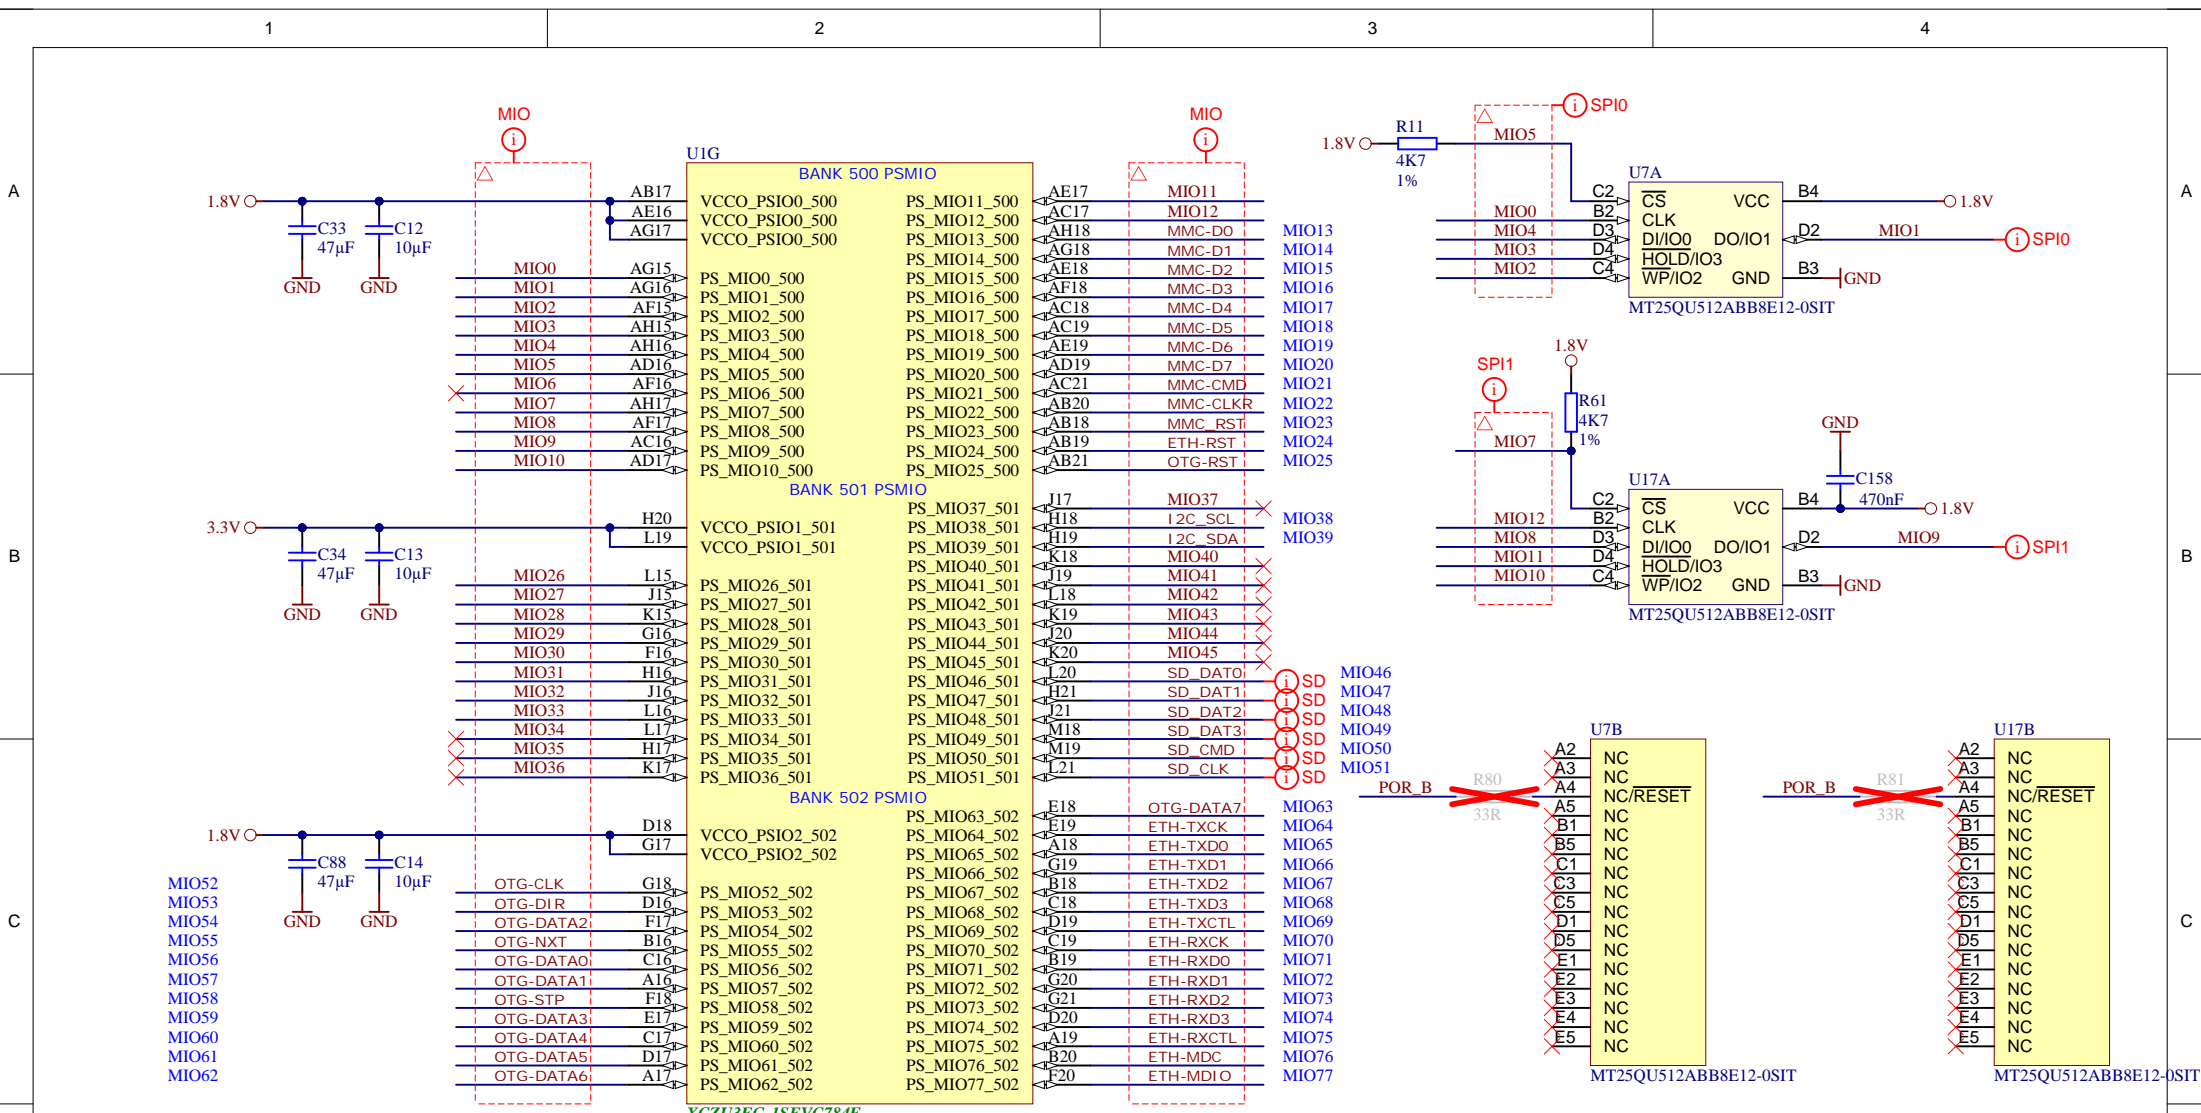 1 2 3 4
A
B
C
A
B
C
MIO
i
MIO
i
U1G
BANK 500 PSMIO
1.8V
C33
47µF
GND
C12
10µF
GND
AB17 VCCO_PSIO0_500
AE16 VCCO_PSIO0_500
AG17 VCCO_PSIO0_500
MIO0 AG15 PS_MIO0_500
MIO1 AG16 PS_MIO1_500
MIO2 AF15 PS_MIO2_500
MIO3 AH15 PS_MIO3_500
MIO4 AH16 PS_MIO4_500
MIO5 AD16 PS_MIO5_500
MIO6 AF16 PS_MIO6_500
MIO7 AH17 PS_MIO7_500
MIO8 AF17 PS_MIO8_500
MIO9 AC16 PS_MIO9_500
MIO10 AD17 PS_MIO10_500
PS_MIO11_500 AE17 MIO11
PS_MIO12_500 AC17 MIO12
PS_MIO13_500 AH18 MMC-D0 MIO13
PS_MIO14_500 AG18 MMC-D1 MIO14
PS_MIO15_500 AE18 MMC-D2 MIO15
PS_MIO16_500 AF18 MMC-D3 MIO16
PS_MIO17_500 AC18 MMC-D4 MIO17
PS_MIO18_500 AC19 MMC-D5 MIO18
PS_MIO19_500 AE19 MMC-D6 MIO19
PS_MIO20_500 AD19 MMC-D7 MIO20
PS_MIO21_500 AC21 MMC-CMD MIO21
PS_MIO22_500 AB20 MMC-CLKR MIO22
PS_MIO23_500 AB18 MMC_RST MIO23
PS_MIO24_500 AB19 ETH-RST MIO24
PS_MIO25_500 AB21 OTG-RST MIO25
BANK 501 PSMIO
3.3V
C34
47µF
GND
C13
10µF
GND
H20 VCCO_PSIO1_501
L19 VCCO_PSIO1_501
MIO26 L15 PS_MIO26_501
MIO27 J15 PS_MIO27_501
MIO28 K15 PS_MIO28_501
MIO29 G16 PS_MIO29_501
MIO30 F16 PS_MIO30_501
MIO31 H16 PS_MIO31_501
MIO32 J16 PS_MIO32_501
MIO33 L16 PS_MIO33_501
MIO34 L17 PS_MIO34_501
MIO35 H17 PS_MIO35_501
MIO36 K17 PS_MIO36_501
PS_MIO37_501 J17 MIO37
PS_MIO38_501 H18 I2C_SCL MIO38
PS_MIO39_501 H19 I2C_SDA MIO39
PS_MIO40_501 K18 MIO40
PS_MIO41_501 J19 MIO41
PS_MIO42_501 L18 MIO42
PS_MIO43_501 K19 MIO43
PS_MIO44_501 J20 MIO44
PS_MIO45_501 K20 MIO45
PS_MIO46_501 L20 SD_DAT0 i SD MIO46
PS_MIO47_501 H21 SD_DAT1 i SD MIO47
PS_MIO48_501 J21 SD_DAT2 i SD MIO48
PS_MIO49_501 M18 SD_DAT3 i SD MIO49
PS_MIO50_501 M19 SD_CMD i SD MIO50
PS_MIO51_501 L21 SD_CLK i SD MIO51
BANK 502 PSMIO
1.8V
C88
47µF
GND
C14
10µF
GND
D18 VCCO_PSIO2_502
G17 VCCO_PSIO2_502
MIO52 OTG-CLK G18 PS_MIO52_502
MIO53 OTG-DIR D16 PS_MIO53_502
MIO54 OTG-DATA2 F17 PS_MIO54_502
MIO55 OTG-NXT B16 PS_MIO55_502
MIO56 OTG-DATA0 C16 PS_MIO56_502
MIO57 OTG-DATA1 A16 PS_MIO57_502
MIO58 OTG-STP F18 PS_MIO58_502
MIO59 OTG-DATA3 E17 PS_MIO59_502
MIO60 OTG-DATA4 C17 PS_MIO60_502
MIO61 OTG-DATA5 D17 PS_MIO61_502
MIO62 OTG-DATA6 A17 PS_MIO62_502
PS_MIO63_502 E18 OTG-DATA7 MIO63
PS_MIO64_502 E19 ETH-TXCK MIO64
PS_MIO65_502 A18 ETH-TXD0 MIO65
PS_MIO66_502 G19 ETH-TXD1 MIO66
PS_MIO67_502 B18 ETH-TXD2 MIO67
PS_MIO68_502 C18 ETH-TXD3 MIO68
PS_MIO69_502 D19 ETH-TXCTL MIO69
PS_MIO70_502 C19 ETH-RXCK MIO70
PS_MIO71_502 B19 ETH-RXD0 MIO71
PS_MIO72_502 G20 ETH-RXD1 MIO72
PS_MIO73_502 G21 ETH-RXD2 MIO73
PS_MIO74_502 D20 ETH-RXD3 MIO74
PS_MIO75_502 A19 ETH-RXCTL MIO75
PS_MIO76_502 B20 ETH-MDC MIO76
PS_MIO77_502 F20 ETH-MDIO MIO77
i SPI0
1.8V
R11
4K7
1%
MIO5
U7A
C2 CS VCC B4 1.8V
MIO0 B2 CLK
MIO4 D3 DI/IO0 DO/IO1 D2 MIO1 i SPI0
MIO3 D4 HOLD/IO3
MIO2 C4 WP/IO2 GND B3 GND
MT25QU512ABB8E12-0SIT
SPI1
i
1.8V
R61
4K7
1%
MIO7
GND
C158
470nF
U17A
C2 CS VCC B4 1.8V
MIO12 B2 CLK
MIO8 D3 DI/IO0 DO/IO1 D2 MIO9 i SPI1
MIO11 D4 HOLD/IO3
MIO10 C4 WP/IO2 GND B3 GND
MT25QU512ABB8E12-0SIT
U7B
A2 NC
A3 NC
POR_B R80 33R A4 NC/RESET
A5 NC
B1 NC
B5 NC
C1 NC
C3 NC
C5 NC
D1 NC
D5 NC
E1 NC
E2 NC
E3 NC
E4 NC
E5 NC
MT25QU512ABB8E12-0SIT
U17B
A2 NC
A3 NC
POR_B R81 33R A4 NC/RESET
A5 NC
B1 NC
B5 NC
C1 NC
C3 NC
C5 NC
D1 NC
D5 NC
E1 NC
E2 NC
E3 NC
E4 NC
E5 NC
MT25QU512ABB8E12-0SIT